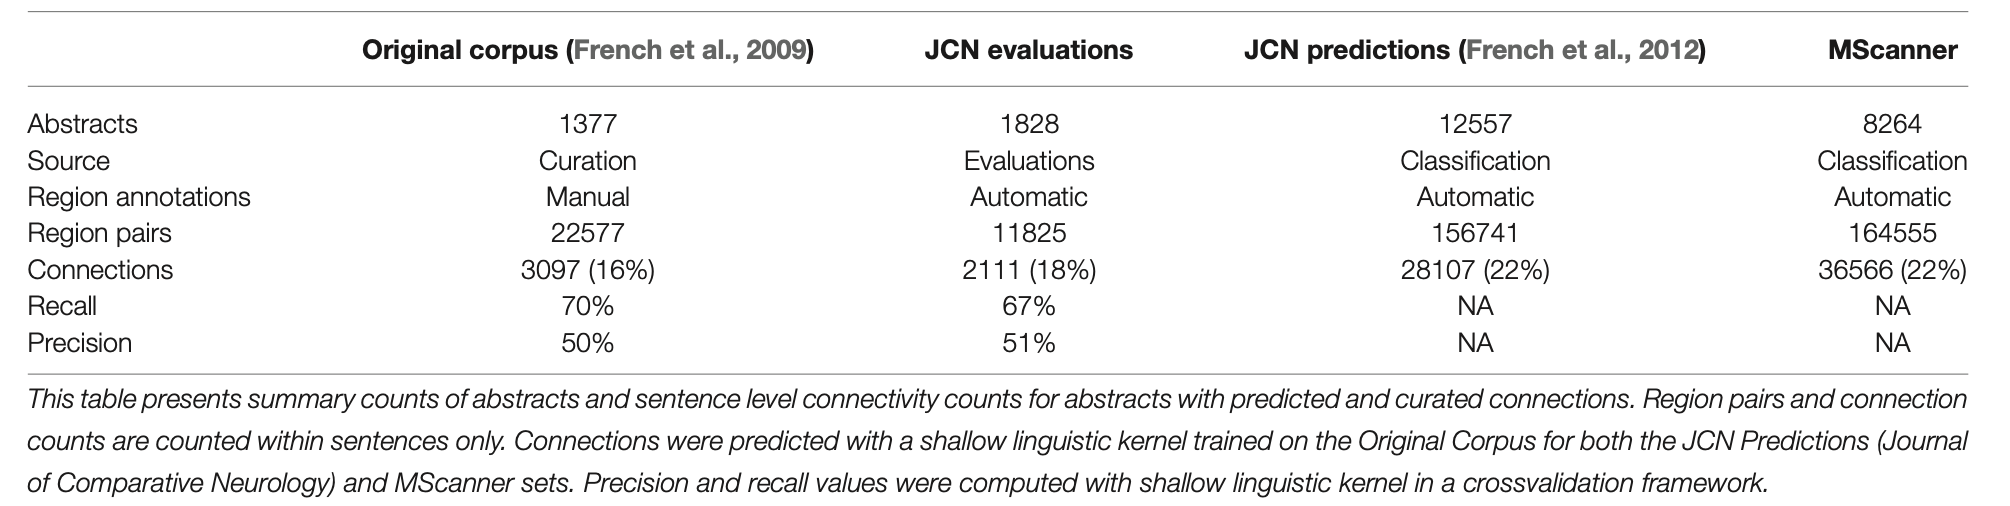 Original corpus (French et al., 2009) JCN evaluations JCN predictions (French et al., 2012) MScanner
Abstracts 1377 1828 12557 8264
Source Curation Evaluations Classification Classification
Region annotations Manual Automatic Automatic Automatic
Region pairs 22577 11825 156741 164555
Connections 3097 (16%) 2111 (18%) 28107 (22%) 36566 (22%)
Recall 70% 67% NA NA
Precision 50% 51% NA NA
This table presents summary counts of abstracts and sentence level connectivity counts for abstracts with predicted and curated connections. Region pairs and connection
counts are counted within sentences only. Connections were predicted with a shallow linguistic kernel trained on the Original Corpus for both the JCN Predictions (Journal
of Comparative Neurology) and MScanner sets. Precision and recall values were computed with shallow linguistic kernel in a crossvalidation framework.